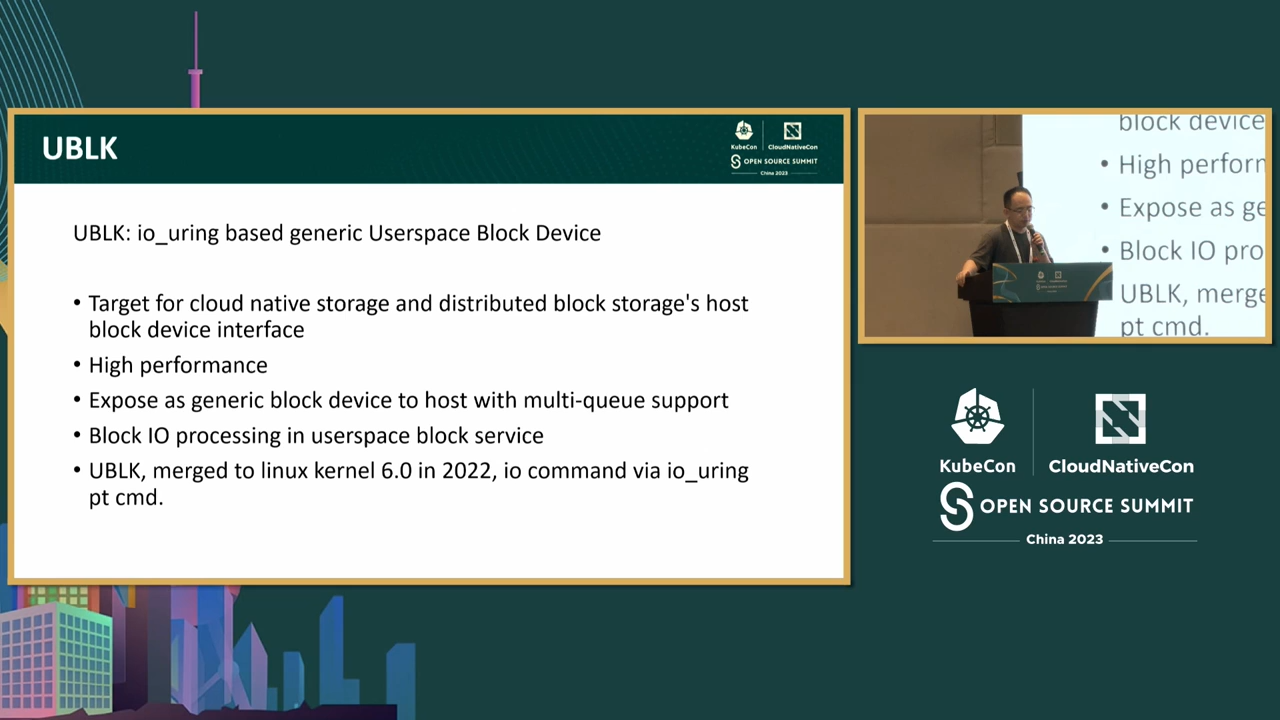 UBLK
KubeCon
CloudNativeCon
OPEN SOURCE SUMMIT
China 2023
UBLK: io_uring based generic Userspace Block Device
• Target for cloud native storage and distributed block storage's host
block device interface
• High performance
• Expose as generic block device to host with multi-queue support
• Block IO processing in userspace block service
• UBLK, merged to linux kernel 6.0 in 2022, io command via io_uring
pt cmd.
block device
• High perform
• Expose as ge
• Block IO pro
UBLK, merge
pt cmd.
KubeCon
CloudNativeCon
OPEN SOURCE SUMMIT
China 2023